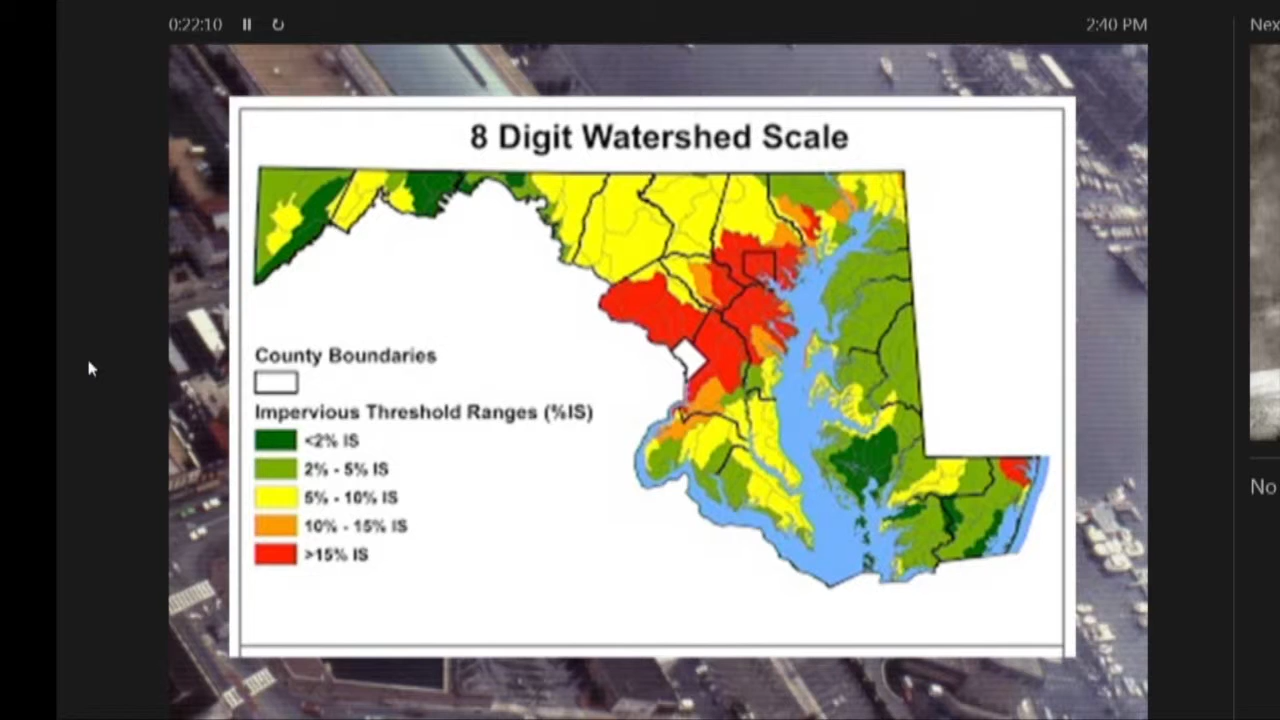 0:22:10
2:40 PM
Nex
8 Digit Watershed Scale
County Boundaries
Impervious Threshold Ranges (%IS)
<2% IS
2% - 5% IS
5% - 10% IS
10% - 15% IS
>15% IS
No